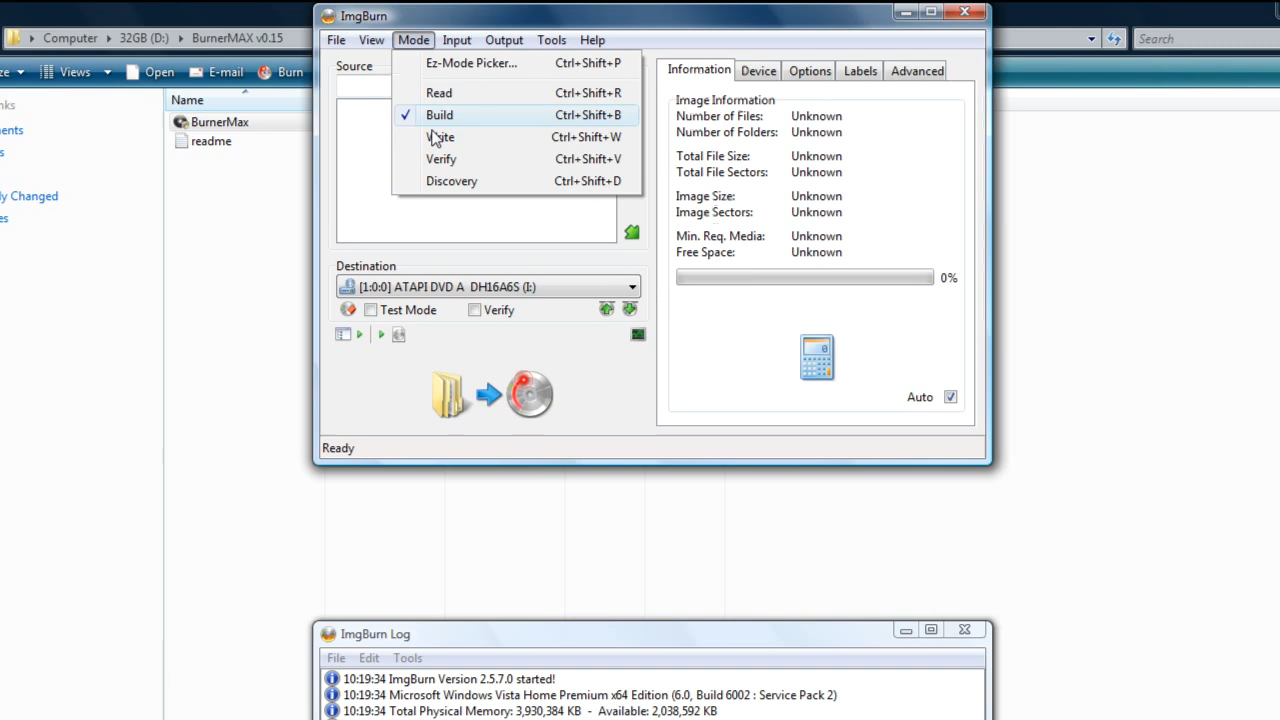 ImgBurn
Computer
32GB (D:)
BurnerMAX v0.15
Search
File View Mode Input Output Tools Help
Views Open E-mail Burn
Name
BurnerMax
readme
Source
Ez-Mode Picker... Ctrl+Shift+P
Read Ctrl+Shift+R
Build Ctrl+Shift+B
Write Ctrl+Shift+W
Verify Ctrl+Shift+V
Discovery Ctrl+Shift+D
Information Device Options Labels Advanced
Image Information
Number of Files: Unknown
Number of Folders: Unknown
Total File Size: Unknown
Total File Sectors: Unknown
Image Size: Unknown
Image Sectors: Unknown
Min. Req. Media: Unknown
Free Space: Unknown
0%
0
Auto
Destination
[1:0:0] ATAPI DVD A DH16A6S (I:)
Test Mode Verify
Ready
ImgBurn Log
File Edit Tools
10:19:34 ImgBurn Version 2.5.7.0 started!
10:19:34 Microsoft Windows Vista Home Premium x64 Edition (6.0, Build 6002 : Service Pack 2)
10:19:34 Total Physical Memory: 3,930,384 KB - Available: 2,038,592 KB